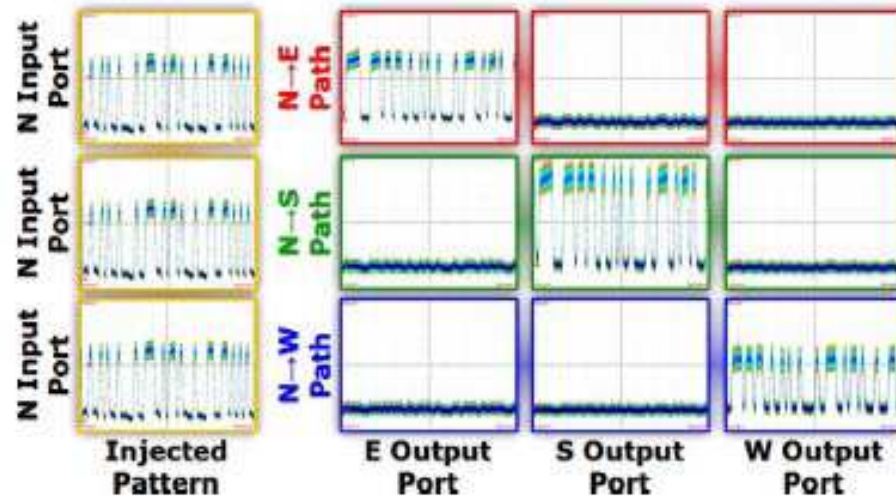 N Input
Port
N→E
Path
N Input
Port
N→S
Path
N Input
Port
N→W
Path
Injected
Pattern
E Output
Port
S Output
Port
W Output
Port